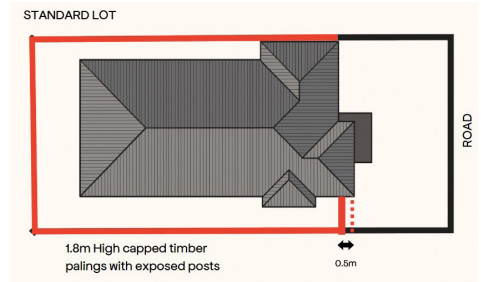 STANDARD LOT
ROAD
1.8m High capped timber
palings with exposed posts
0.5m